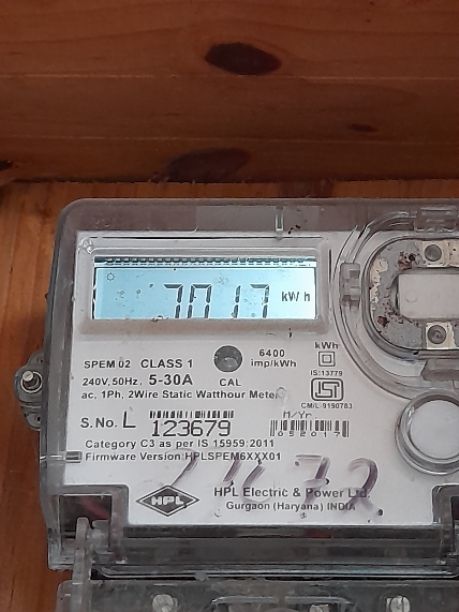 7017 kW h
SPEM 02 CLASS 1
6400
imp/kWh
kWh
240V,50Hz, 5-30A
CAL
IS:13779
ac, 1Ph, 2Wire Static Watthour Meter
ISI
CM/L-9190783
S.No. L 123679
M/Yr
052017
Category C3 as per IS 15959:2011
Firmware Version:HPLSPEM6XXX01
HPL
HPL Electric & Power Ltd.
Gurgaon (Haryana) INDIA